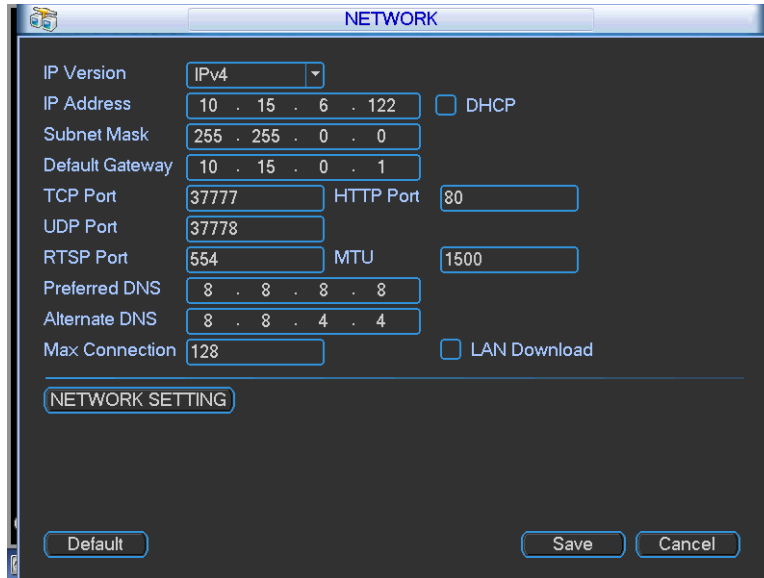 NETWORK
IP Version IPv4
IP Address 10 . 15 . 6 . 122 DHCP
Subnet Mask 255 . 255 . 0 . 0
Default Gateway 10 . 15 . 0 . 1
TCP Port 37777 HTTP Port 80
UDP Port 37778
RTSP Port 554 MTU 1500
Preferred DNS 8 . 8 . 8 . 8
Alternate DNS 8 . 8 . 4 . 4
Max Connection 128 LAN Download
NETWORK SETTING
Default Save Cancel